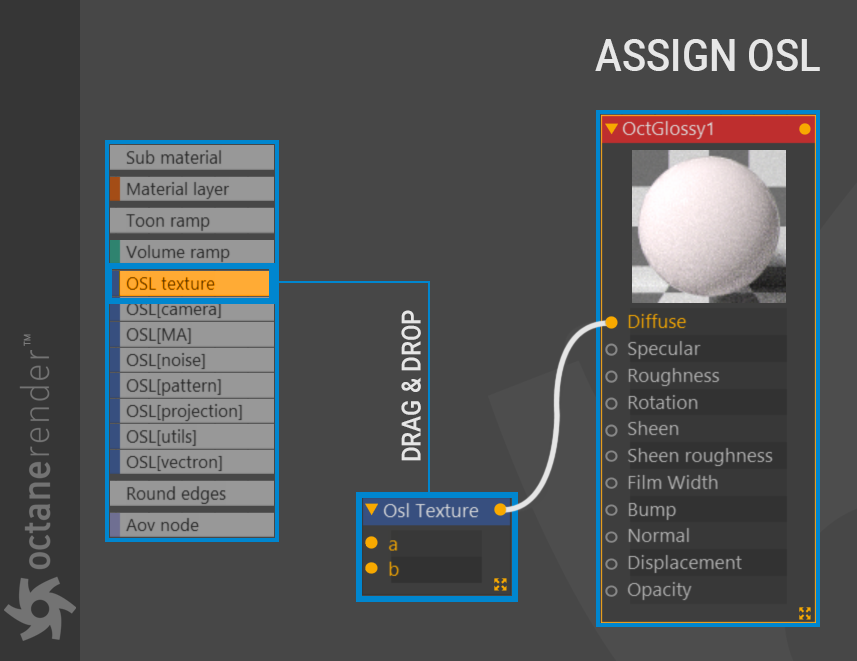 ASSIGN OSL
OctGlossy1
Sub material
Material layer
Toon ramp
Volume ramp
OSL texture
OSL[camera]
OSL[MA]
OSL[noise]
OSL[pattern]
OSL[projection]
OSL[utils]
OSL[vectron]
Round edges
Aov node
DRAG & DROP
Osl Texture
a
b
Diffuse
Specular
Roughness
Rotation
Sheen
Sheen roughness
Film Width
Bump
Normal
Displacement
Opacity
octanerender™